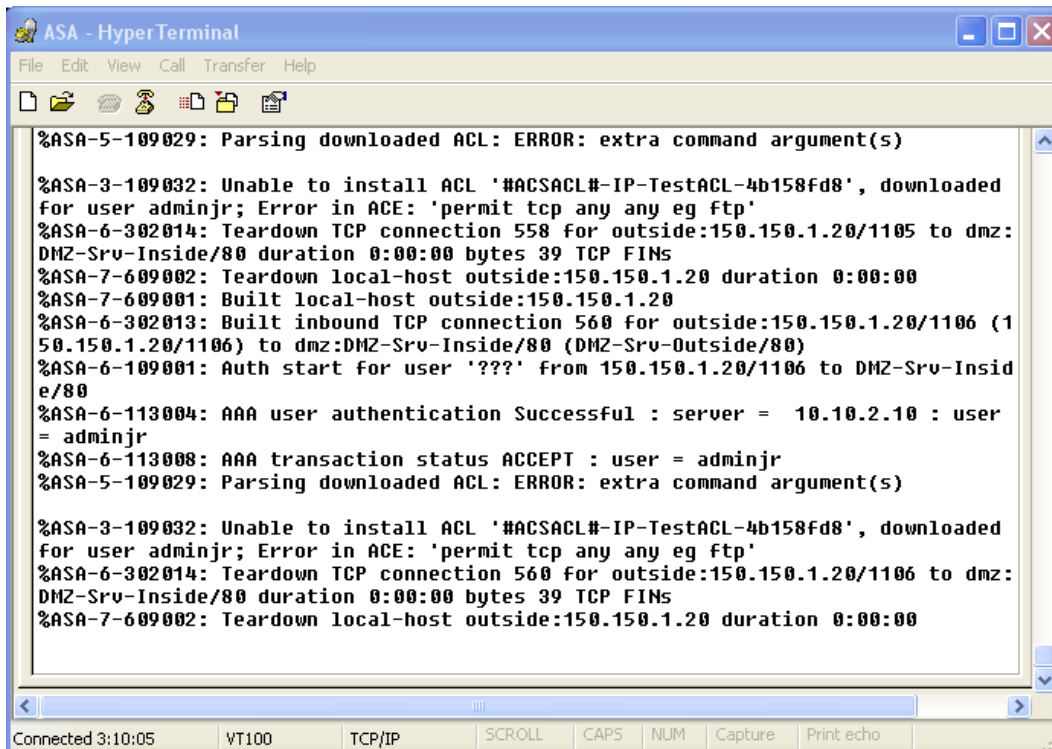 ASA - HyperTerminal
File Edit View Call Transfer Help
%ASA-5-109029: Parsing downloaded ACL: ERROR: extra command argument(s)
%ASA-3-109032: Unable to install ACL '#ACSACL#-IP-TestACL-4b158fd8', downloaded
for user adminjr; Error in ACE: 'permit tcp any any eg ftp'
%ASA-6-302014: Teardown TCP connection 558 for outside:150.150.1.20/1105 to dmz:
DMZ-Srv-Inside/80 duration 0:00:00 bytes 39 TCP FINs
%ASA-7-609002: Teardown local-host outside:150.150.1.20 duration 0:00:00
%ASA-7-609001: Built local-host outside:150.150.1.20
%ASA-6-302013: Built inbound TCP connection 560 for outside:150.150.1.20/1106 (1
50.150.1.20/1106) to dmz:DMZ-Srv-Inside/80 (DMZ-Srv-Outside/80)
%ASA-6-109001: Auth start for user '???' from 150.150.1.20/1106 to DMZ-Srv-Insid
e/80
%ASA-6-113004: AAA user authentication Successful : server =  10.10.2.10 : user
= adminjr
%ASA-6-113008: AAA transaction status ACCEPT : user = adminjr
%ASA-5-109029: Parsing downloaded ACL: ERROR: extra command argument(s)
%ASA-3-109032: Unable to install ACL '#ACSACL#-IP-TestACL-4b158fd8', downloaded
for user adminjr; Error in ACE: 'permit tcp any any eg ftp'
%ASA-6-302014: Teardown TCP connection 560 for outside:150.150.1.20/1106 to dmz:
DMZ-Srv-Inside/80 duration 0:00:00 bytes 39 TCP FINs
%ASA-7-609002: Teardown local-host outside:150.150.1.20 duration 0:00:00
Connected 3:10:05 VT100 TCP/IP SCROLL CAPS NUM Capture Print echo